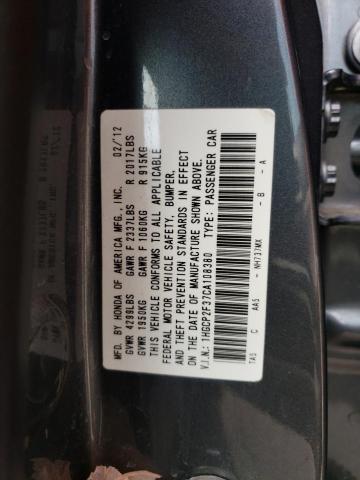 MFD. BY HONDA OF AMERICA MFG., INC. 02/12
GVWR 4299LBS GAWR F 2337LBS R 2017LBS
GVWR 1950KG GAWR F 1060KG R 915KG
THIS VEHICLE CONFORMS TO ALL APPLICABLE
FEDERAL MOTOR VEHICLE SAFETY, BUMPER,
AND THEFT PREVENTION STANDARDS IN EFFECT
ON THE DATE OF MANUFACTURE SHOWN ABOVE.
V.I.N.: 1HGCP2F37CA108380 TYPE: PASSENGER CAR
TA5 C AA5 - NH737MX - B - A